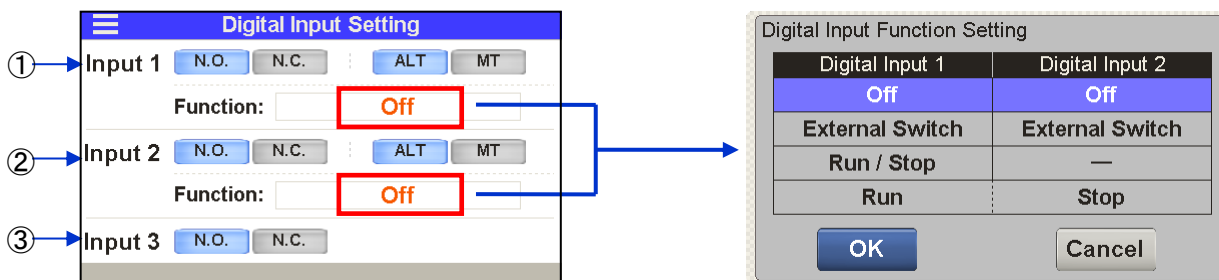 Digital Input Setting
① Input 1 N.O. N.C. ALT MT
Function: Off
② Input 2 N.O. N.C. ALT MT
Function: Off
③ Input 3 N.O. N.C.
Digital Input Function Setting
Digital Input 1 Digital Input 2
Off Off
External Switch External Switch
Run / Stop —
Run Stop
OK Cancel